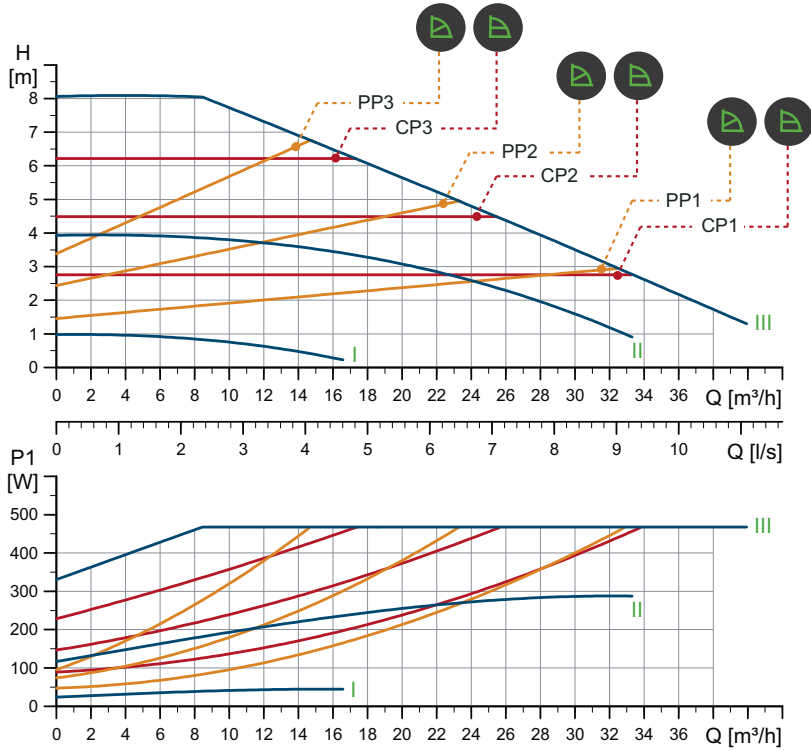 H
[m]
8
7
6
5
4
3
2
1
0
PP3
CP3
PP2
CP2
PP1
CP1
I
II
III
0 2 4 6 8 10 12 14 16 18 20 22 24 26 28 30 32 34 36 Q [m³/h]
0 1 2 3 4 5 6 7 8 9 10 Q [l/s]
P1
[W]
500
400
300
200
100
0
III
II
I
0 2 4 6 8 10 12 14 16 18 20 22 24 26 28 30 32 34 36 Q [m³/h]